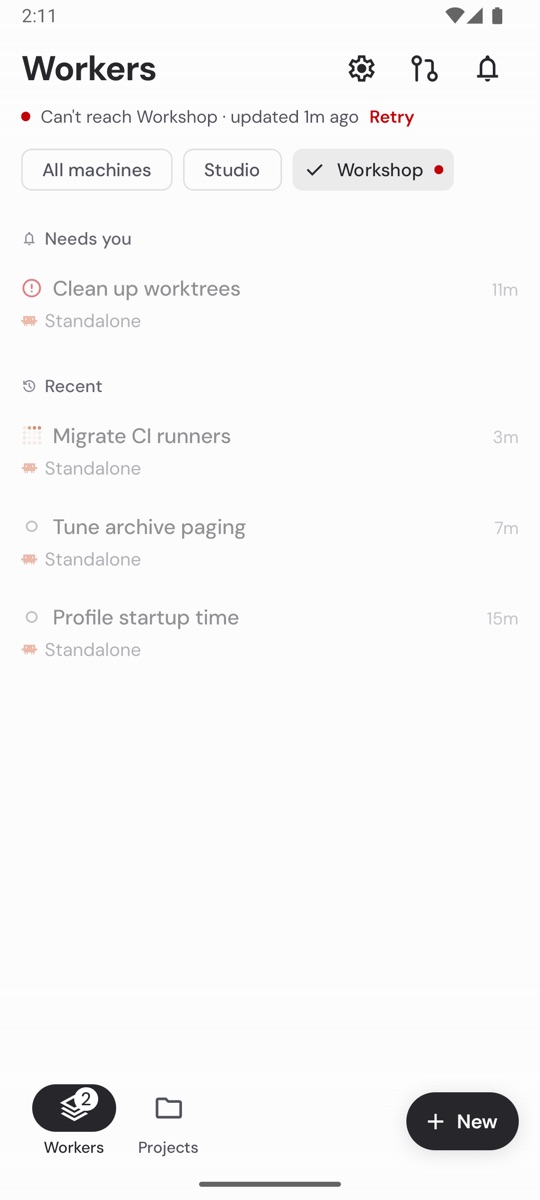 2:11
Workers
Can't reach Workshop · updated 1m ago Retry
All machines Studio Workshop
Needs you
Clean up worktrees 11m
Standalone
Recent
Migrate CI runners 3m
Standalone
Tune archive paging 7m
Standalone
Profile startup time 15m
Standalone
2
Workers Projects
New